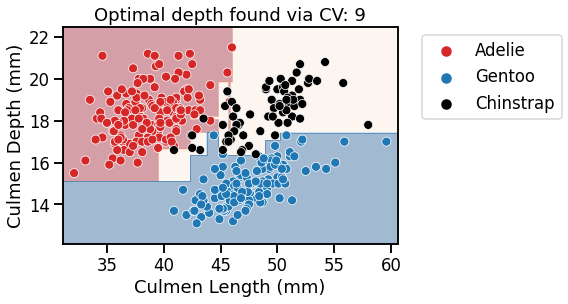 Optimal depth found via CV: 9
22
20
18
16
14
Culmen Depth (mm)
35
40
45
50
55
60
Culmen Length (mm)
Adelie
Gentoo
Chinstrap